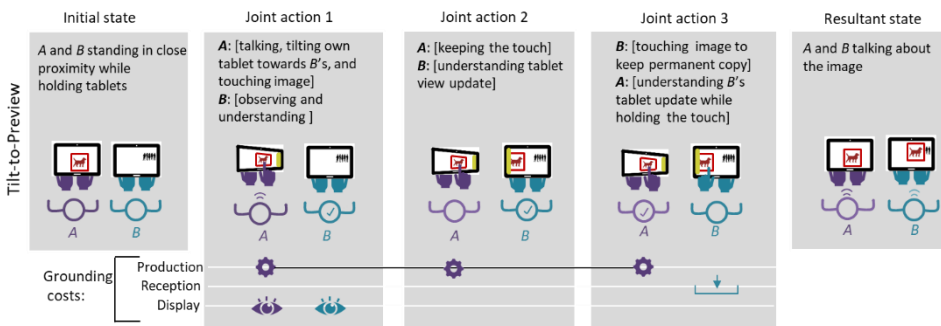 Initial state
Joint action 1
Joint action 2
Joint action 3
Resultant state
Tilt-to-Preview
A and B standing in close
proximity while
holding tablets
A: [talking, tilting own
tablet towards B's, and
touching image]
B: [observing and
understanding ]
A: [keeping the touch]
B: [understanding tablet
view update]
B: [touching image to
keep permanent copy]
A: [understanding B's
tablet update while
holding the touch]
A and B talking about
the image
A
B
A
B
A
B
A
B
A
B
Grounding
costs:
Production
Reception
Display